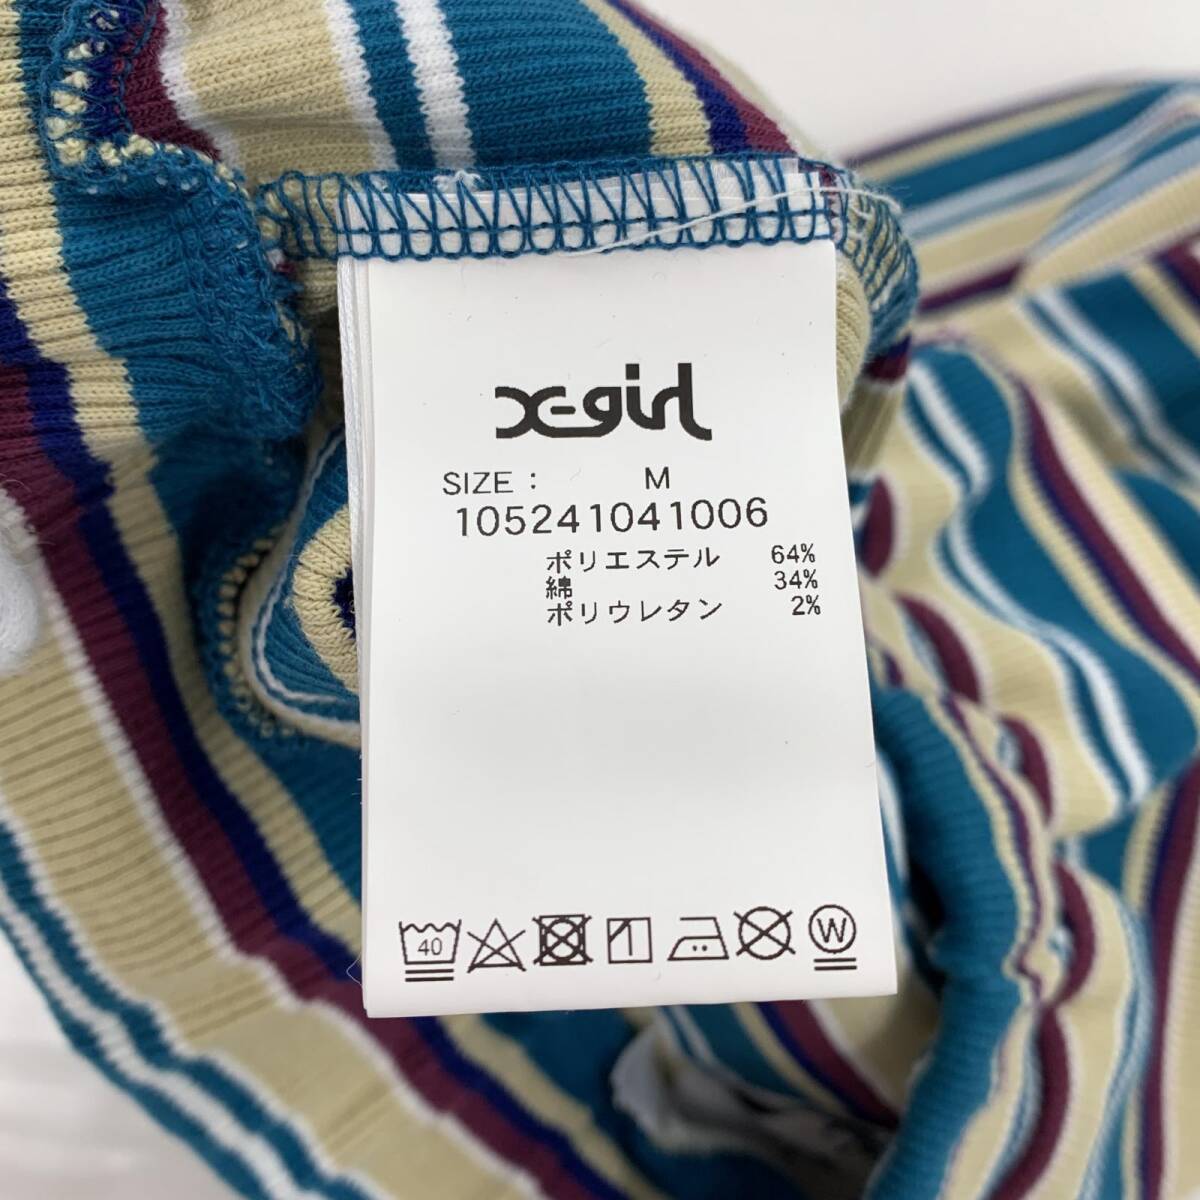 X-girl
SIZE : M
105241041006
ポリエステル 64%
綿 34%
ポリウレタン 2%
40 W